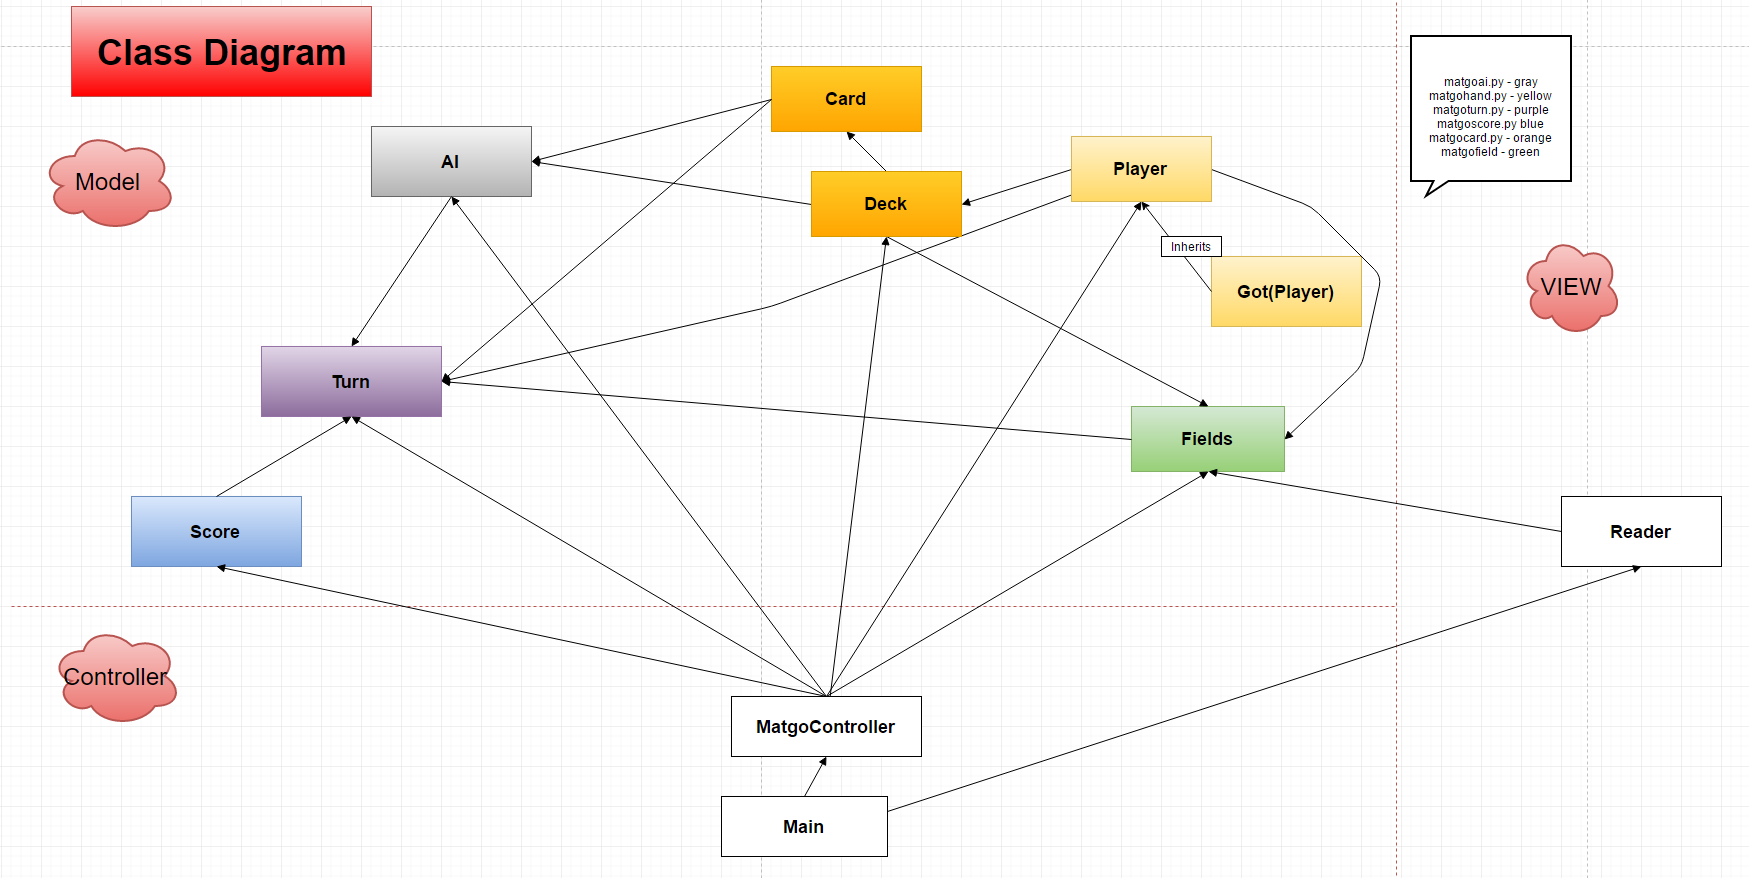 Class Diagram
matgoai.py - gray
matgohand.py - yellow
matgoturn.py - purple
matgoscore.py blue
matgocard.py - orange
matgofield - green
Card
AI
Player
Model
Deck
Inherits
Got(Player)
VIEW
Turn
Fields
Score
Reader
Controller
MatgoController
Main